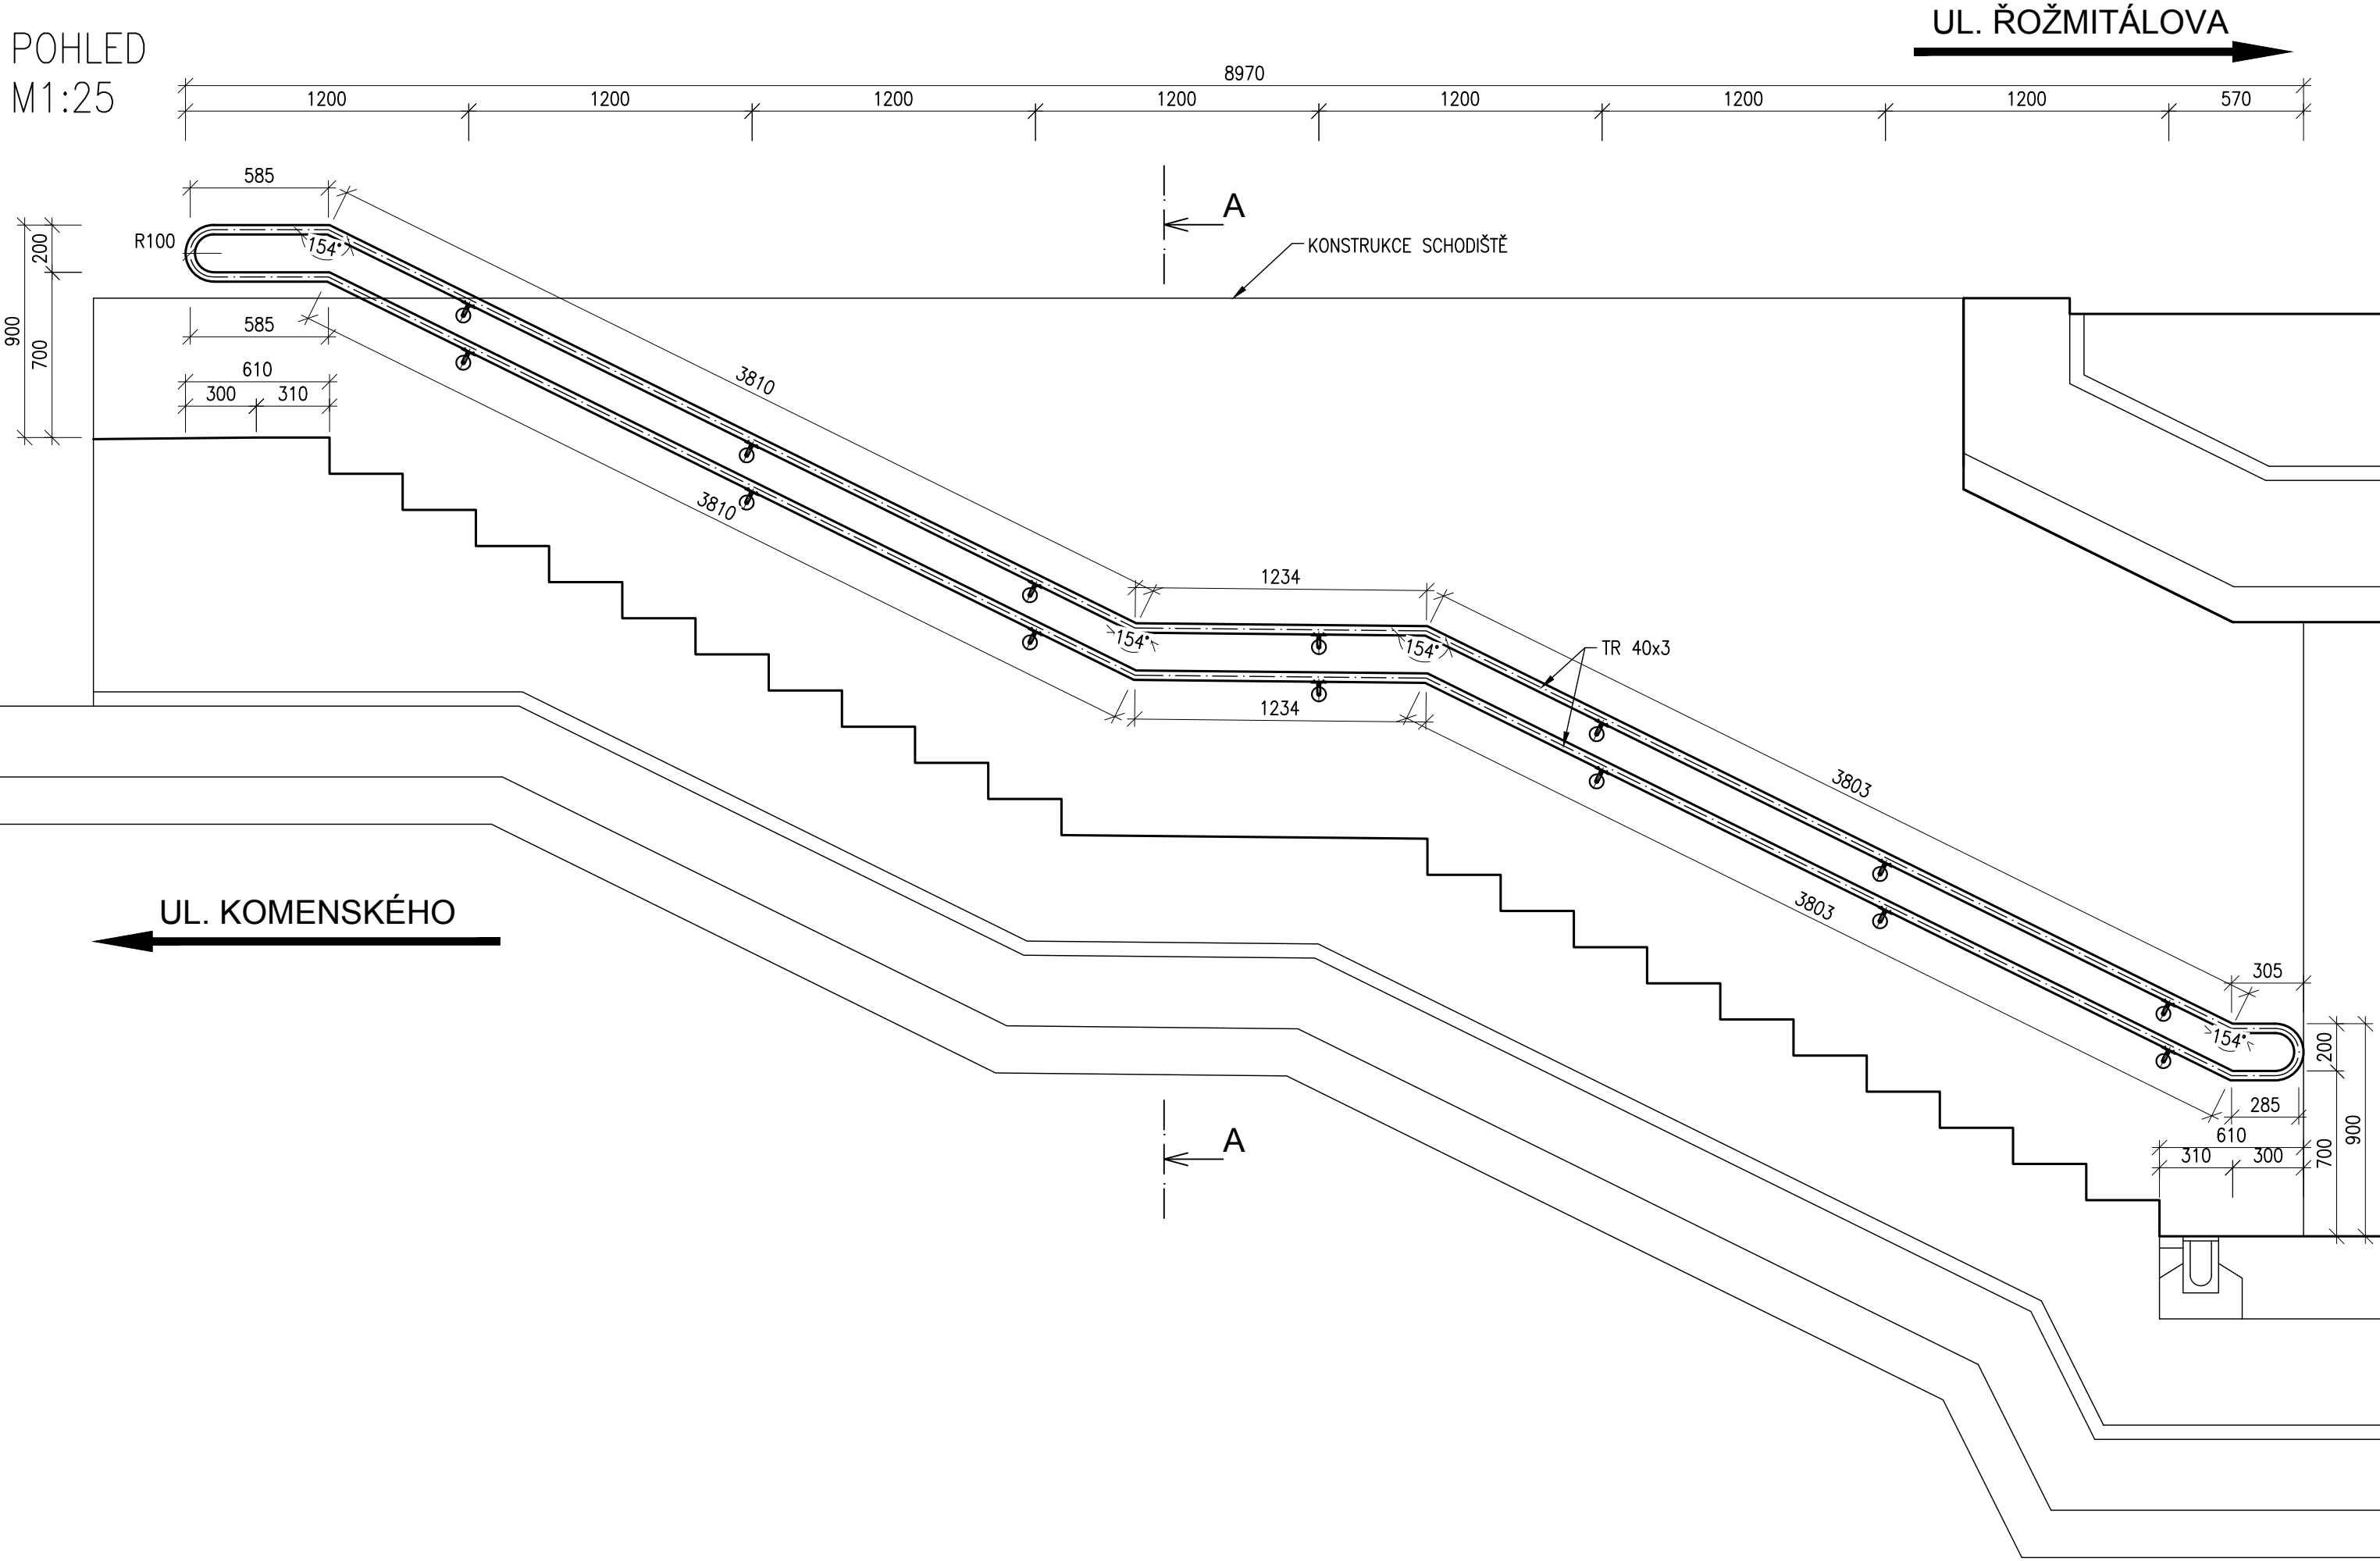 UL. ŘOŽMITÁLOVA
POHLED
M1:25
8970
1200 1200 1200 1200 1200 1200 1200 570
585
A
R100
154°
KONSTRUKCE SCHODIŠTĚ
200
900
700
585
610
300 310
3810
3810
1234
154°
154°
TR 40x3
1234
3803
3803
UL. KOMENSKÉHO
305
154°
200
285
900
700
610
310 300
A